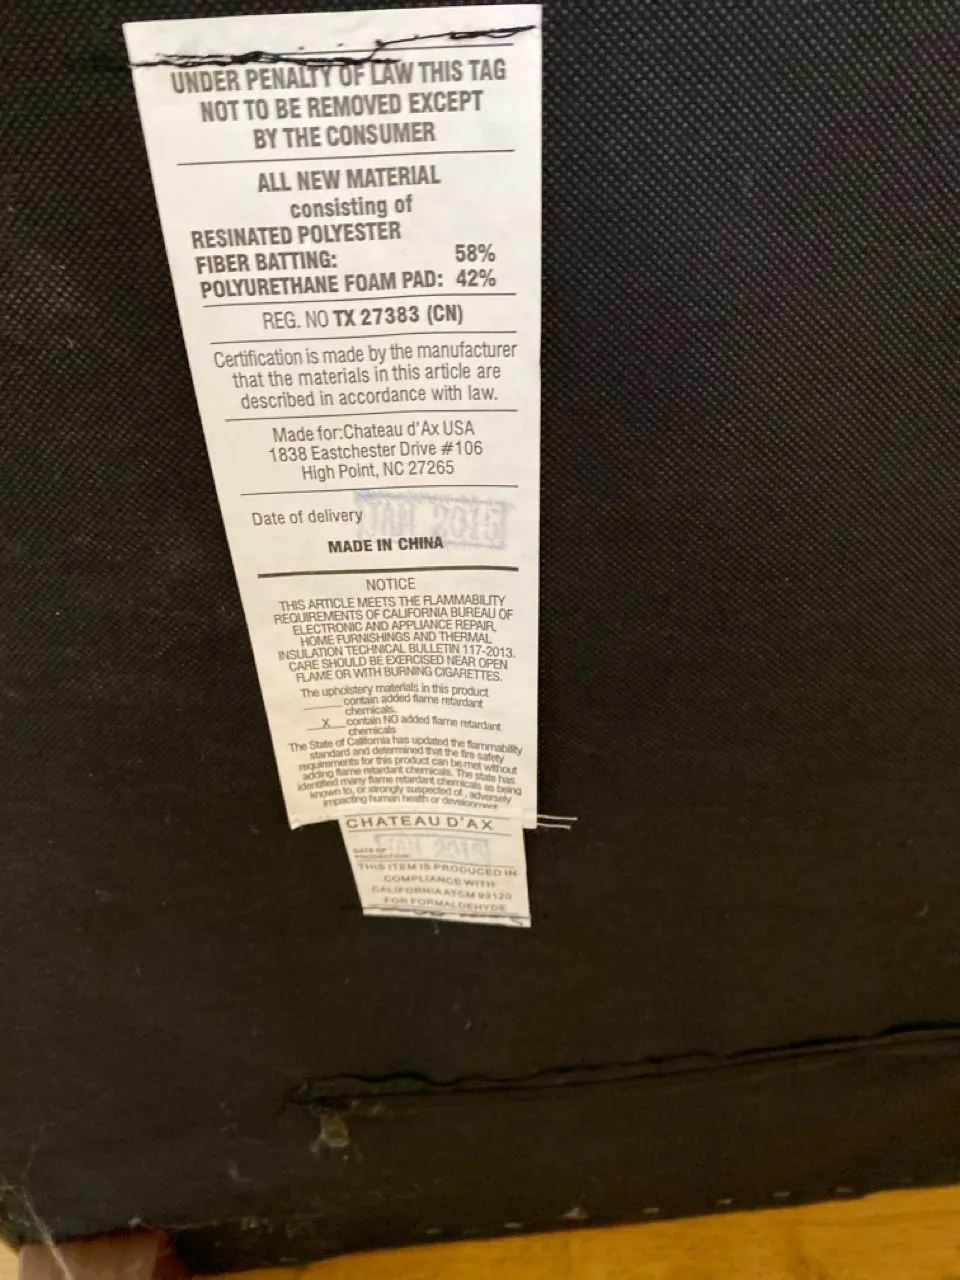 UNDER PENALTY OF LAW THIS TAG
NOT TO BE REMOVED EXCEPT
BY THE CONSUMER
ALL NEW MATERIAL
consisting of
RESINATED POLYESTER
FIBER BATTING: 58%
POLYURETHANE FOAM PAD: 42%
REG. NO TX 27383 (CN)
Certification is made by the manufacturer
that the materials in this article are
described in accordance with law.
Made for:Chateau d'Ax USA
1838 Eastchester Drive #106
High Point, NC 27265
Date of delivery
MADE IN CHINA
NOTICE
THIS ARTICLE MEETS THE FLAMMABILITY
REQUIREMENTS OF CALIFORNIA BUREAU OF
ELECTRONIC AND APPLIANCE REPAIR,
HOME FURNISHINGS AND THERMAL
INSULATION TECHNICAL BULLETIN 117-2013.
CARE SHOULD BE EXERCISED NEAR OPEN
FLAME OR WITH BURNING CIGARETTES.
The upholstery materials in this product
contain added flame retardant
chemicals.
X contain NO added flame retardant
chemicals
The State of California has updated the flammability
standard and determined that the fire safety
requirements for this product can be met without
adding flame retardant chemicals. The state has
identified many flame retardant chemicals as being
known to, or strongly suspected of, adversely
impacting human health or development
CHATEAU D'AX
DATE OF
PRODUCTION:
THIS ITEM IS PRODUCED IN
COMPLIANCE WITH
CALIFORNIA ATCM 93120
FOR FORMALDEHYDE